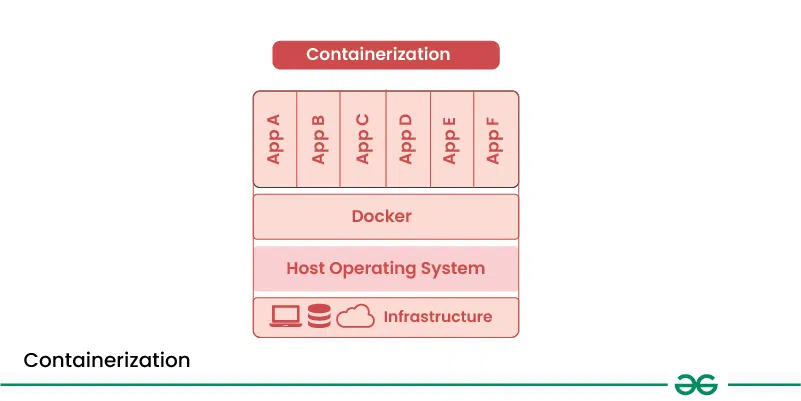 Containerization
App A
App B
App C
App D
App E
App F
Docker
Host Operating System
Infrastructure
Containerization